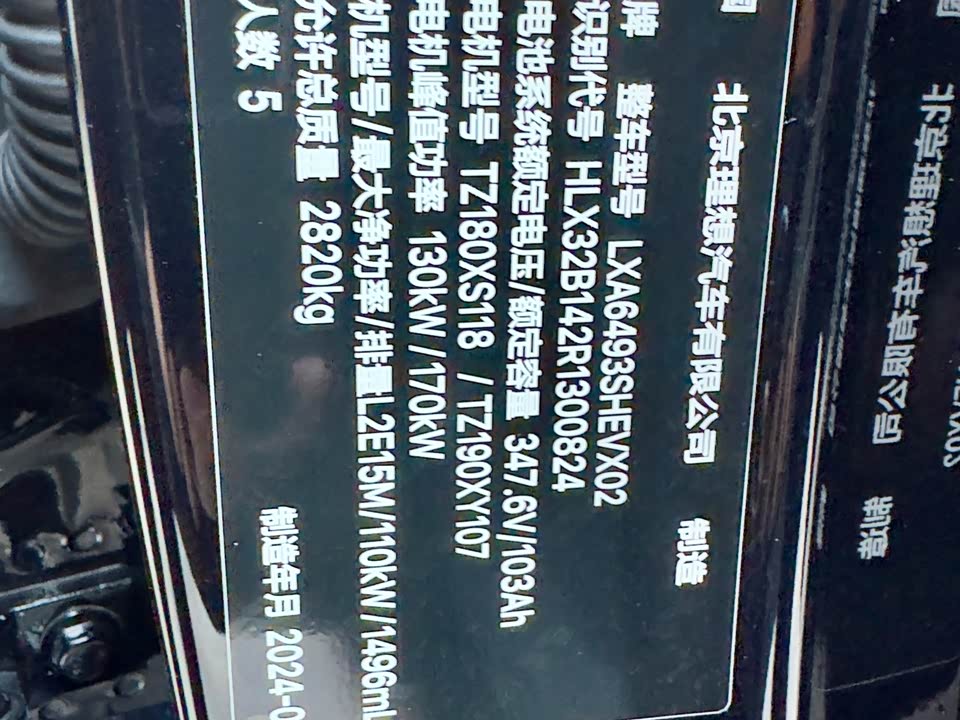 北京理想汽车有限公司 制造
牌 整车型号 LXA6493SHEVX02
识别代号 HLX32B142R1300824
电池系统额定电压/额定容量 347.6V/103Ah
电机型号 TZ180XS118 / TZ190XY107
电机峰值功率 130kW/170kW
机型号/最大净功率/排量L2E15M/110kW/1496mL
允许总质量 2820kg
人数 5 制造年月 2024-0